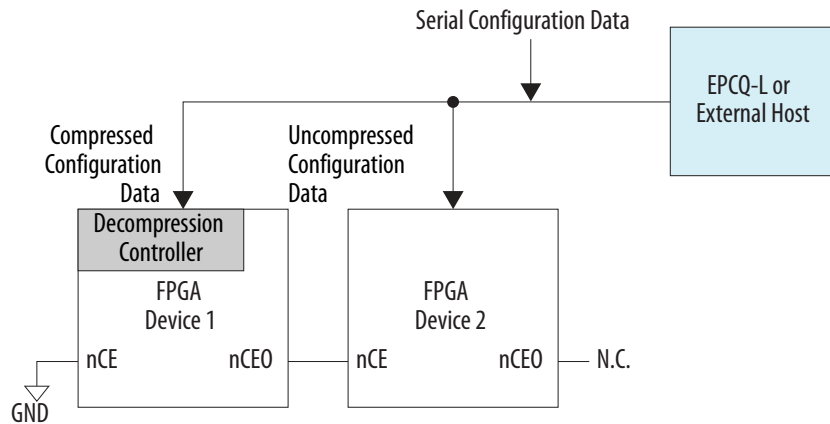 Serial Configuration Data
EPCQ-L or
External Host
Compressed
Configuration
Data
Uncompressed
Configuration
Data
Decompression
Controller
FPGA
Device 1
FPGA
Device 2
nCE
nCEO
nCE
nCEO
N.C.
GND